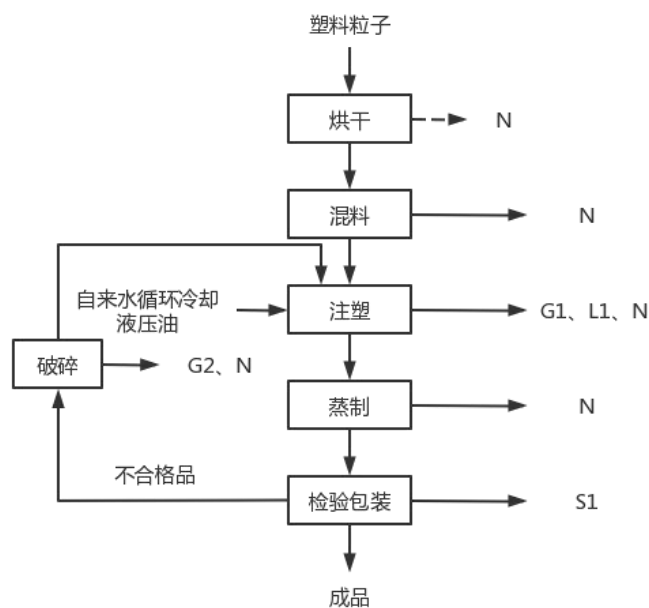 塑料粒子
烘干
N
混料
N
自来水循环冷却
液压油
注塑
G1、L1、N
破碎
G2、N
蒸制
N
不合格品
检验包装
S1
成品